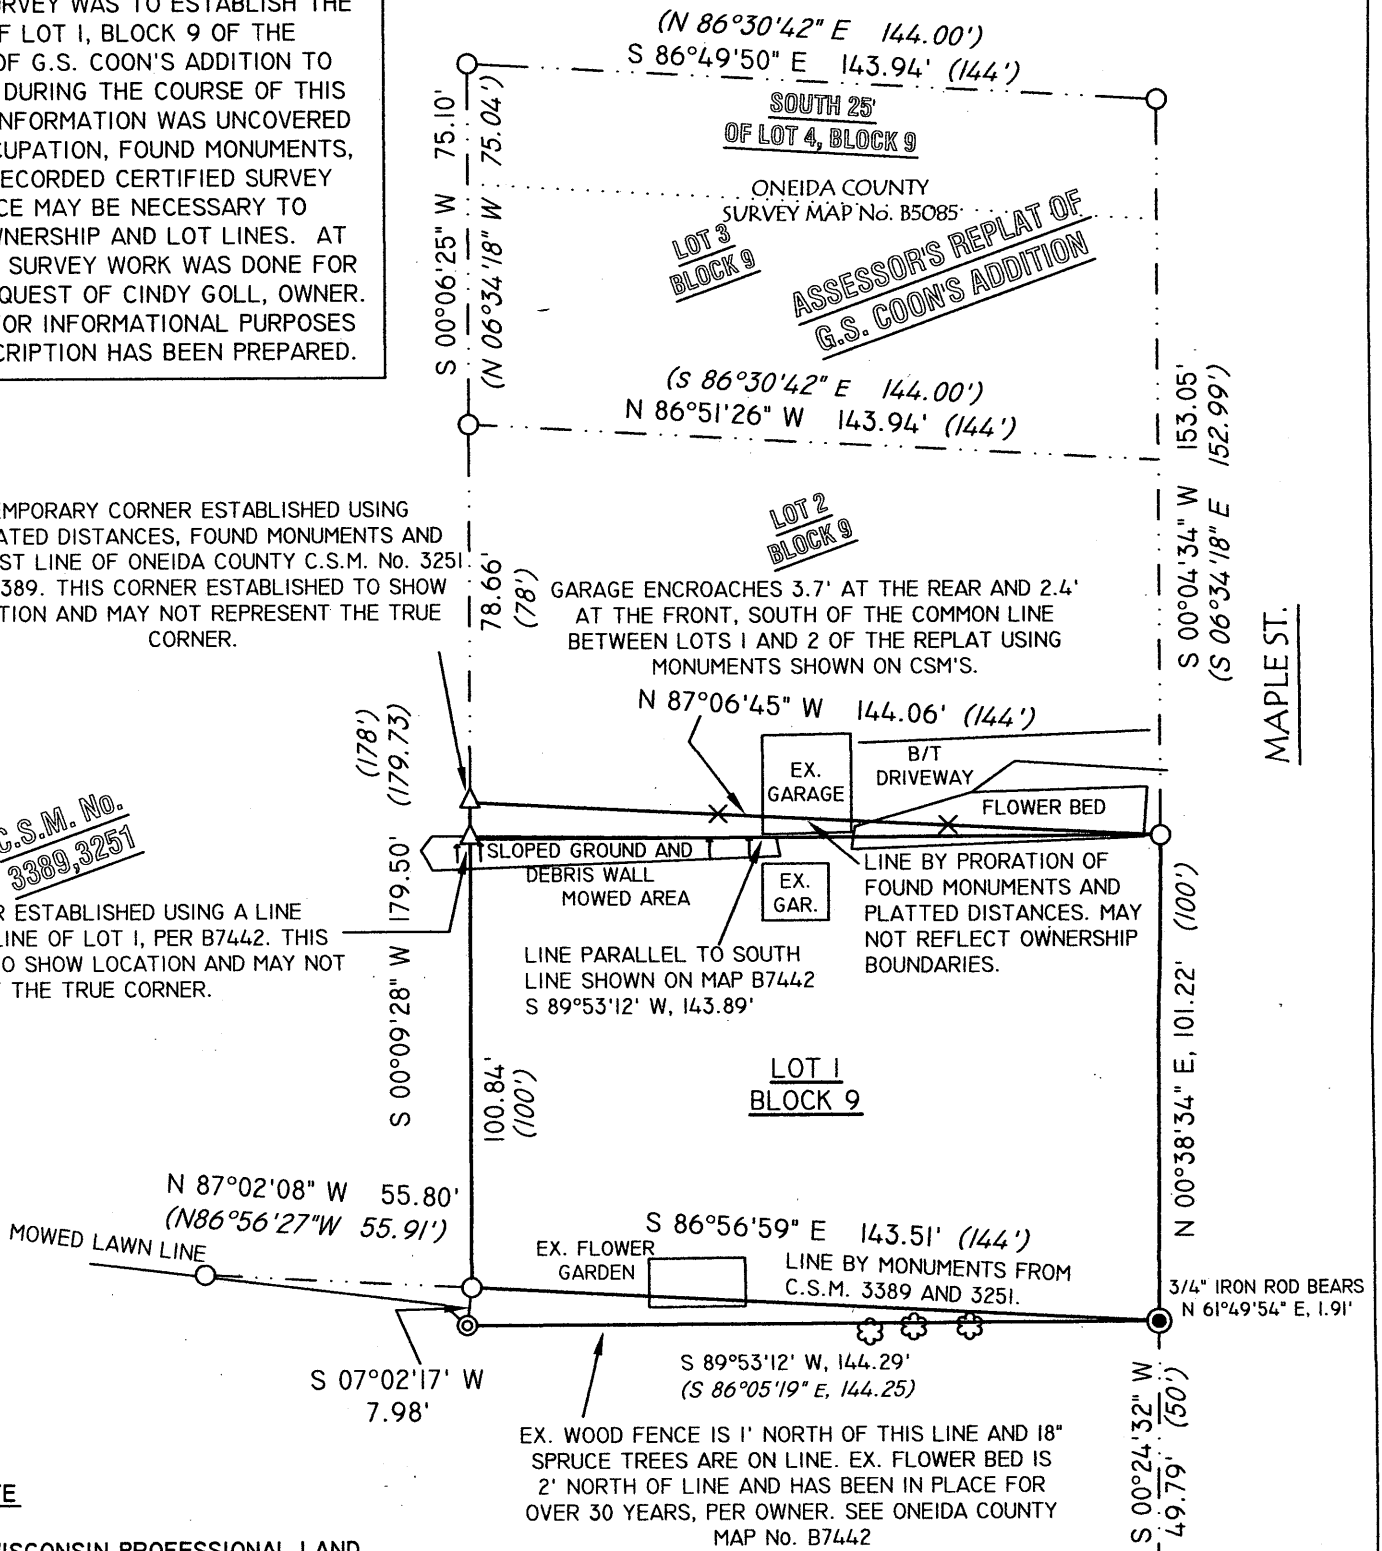 SURVEY WAS TO ESTABLISH THE
OF LOT 1, BLOCK 9 OF THE
OF G.S. COON'S ADDITION TO
DURING THE COURSE OF THIS
INFORMATION WAS UNCOVERED
CUPATION, FOUND MONUMENTS,
RECORDED CERTIFIED SURVEY
CE MAY BE NECESSARY TO
WNERSHIP AND LOT LINES. AT
SURVEY WORK WAS DONE FOR
QUEST OF CINDY GOLL, OWNER.
FOR INFORMATIONAL PURPOSES
CRIPTION HAS BEEN PREPARED.
(N 86°30'42" E 144.00')
S 86°49'50" E 143.94' (144')
SOUTH 25'
OF LOT 4, BLOCK 9
S 00°06'25" W 75.10'
(N 06°34'18" W 75.04')
ONEIDA COUNTY
SURVEY MAP No. B5085
LOT 3
BLOCK 9
ASSESSOR'S REPLAT OF
G.S. COON'S ADDITION
(S 86°30'42" E 144.00')
N 86°51'26" W 143.94' (144')
S 00°04'34" W 153.05'
(S 06°34'18" E 152.99')
MAPLE ST.
EMPORARY CORNER ESTABLISHED USING
ATED DISTANCES, FOUND MONUMENTS AND
ST LINE OF ONEIDA COUNTY C.S.M. No. 3251
3389. THIS CORNER ESTABLISHED TO SHOW
TION AND MAY NOT REPRESENT THE TRUE
CORNER.
78.66'
(78')
LOT 2
BLOCK 9
GARAGE ENCROACHES 3.7' AT THE REAR AND 2.4'
AT THE FRONT, SOUTH OF THE COMMON LINE
BETWEEN LOTS 1 AND 2 OF THE REPLAT USING
MONUMENTS SHOWN ON CSM'S.
N 87°06'45" W 144.06' (144')
(178')
(179.73)
S 00°09'28" W 179.50'
EX.
GARAGE
B/T
DRIVEWAY
FLOWER BED
C.S.M. No.
3389,3251
SLOPED GROUND AND
DEBRIS WALL
MOWED AREA
EX.
GAR.
LINE BY PRORATION OF
FOUND MONUMENTS AND
PLATTED DISTANCES. MAY
NOT REFLECT OWNERSHIP
BOUNDARIES.
R ESTABLISHED USING A LINE
LINE OF LOT 1, PER B7442. THIS
O SHOW LOCATION AND MAY NOT
THE TRUE CORNER.
LINE PARALLEL TO SOUTH
LINE SHOWN ON MAP B7442
S 89°53'12' W, 143.89'
N 00°38'34" E, 101.22' (100')
100.84'
(100')
LOT 1
BLOCK 9
N 87°02'08" W 55.80'
(N86°56'27"W 55.91')
MOWED LAWN LINE
S 86°56'59" E 143.51' (144')
EX. FLOWER
GARDEN
LINE BY MONUMENTS FROM
C.S.M. 3389 AND 3251.
3/4" IRON ROD BEARS
N 61°49'54" E, 1.91'
S 07°02'17' W
7.98'
S 89°53'12' W, 144.29'
(S 86°05'19" E, 144.25)
EX. WOOD FENCE IS 1' NORTH OF THIS LINE AND 18"
SPRUCE TREES ARE ON LINE. EX. FLOWER BED IS
2' NORTH OF LINE AND HAS BEEN IN PLACE FOR
OVER 30 YEARS, PER OWNER. SEE ONEIDA COUNTY
MAP No. B7442
S 00°24'32" W
49.79' (50')
TE
WISCONSIN PROFESSIONAL LAND